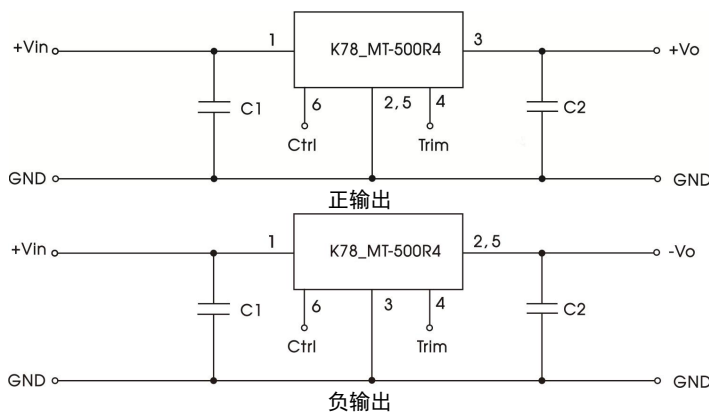 +Vin 1 K78_MT-500R4 3 +Vo
C1 6 2,5 4 C2
Ctrl Trim
GND GND
正输出
+Vin 1 K78_MT-500R4 2,5 -Vo
C1 6 3 4 C2
Ctrl Trim
GND GND
负输出